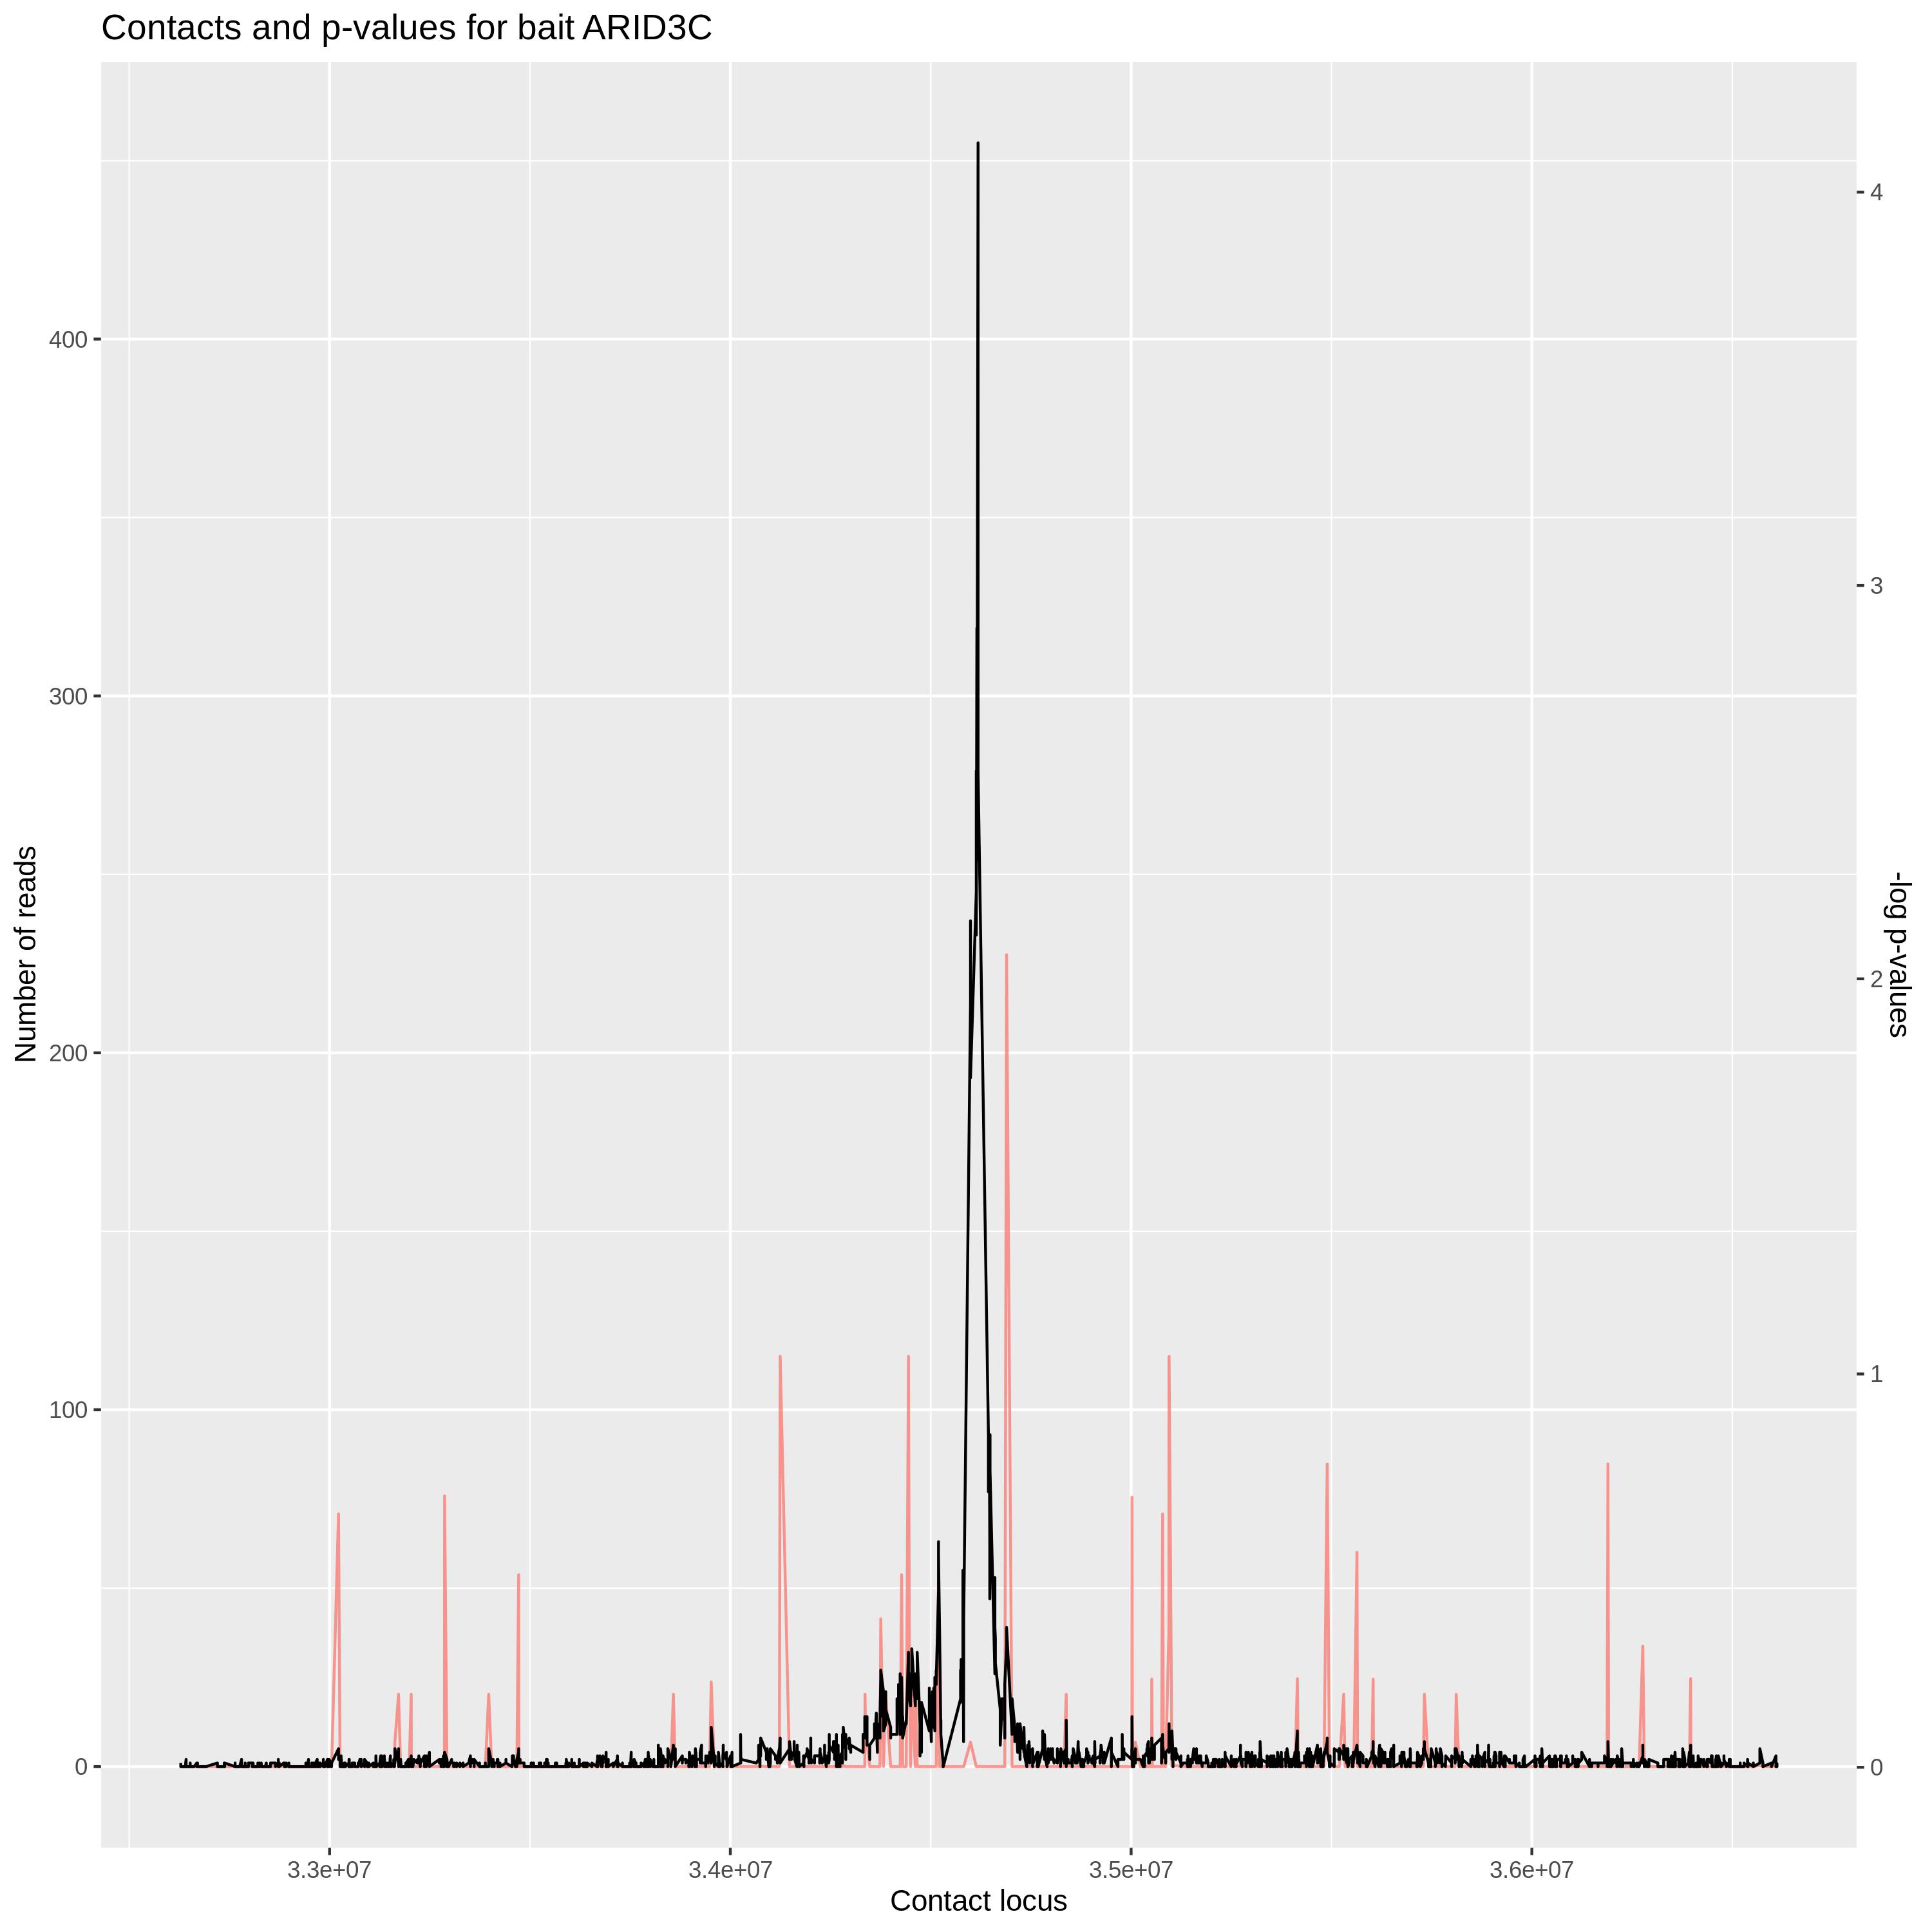 Contacts and p-values for bait ARID3C
Number of reads
400
300
200
100
0
4
3
2
1
0
-log p-values
3.3e+07
3.4e+07
3.5e+07
3.6e+07
Contact locus